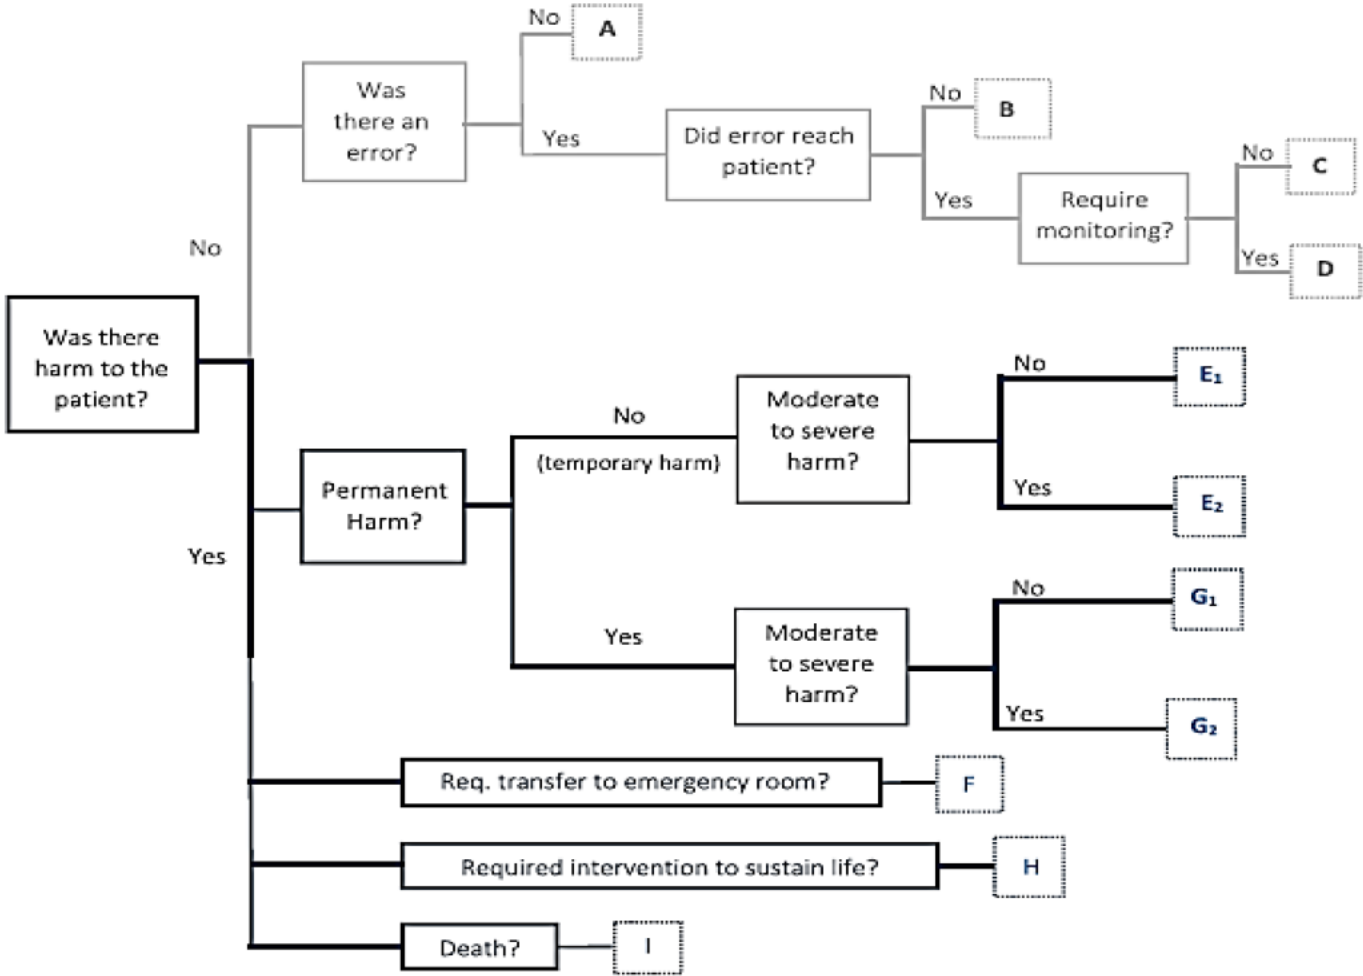 No
A
Was
there an
error?
Yes
Did error reach
patient?
No
B
Yes
Require
monitoring?
No
C
Yes
D
No
Was there
harm to the
patient?
Yes
Permanent
Harm?
No
(temporary harm)
Moderate
to severe
harm?
No
E₁
Yes
E₂
Yes
Moderate
to severe
harm?
No
G₁
Yes
G₂
Req. transfer to emergency room?
F
Required intervention to sustain life?
H
Death?
I